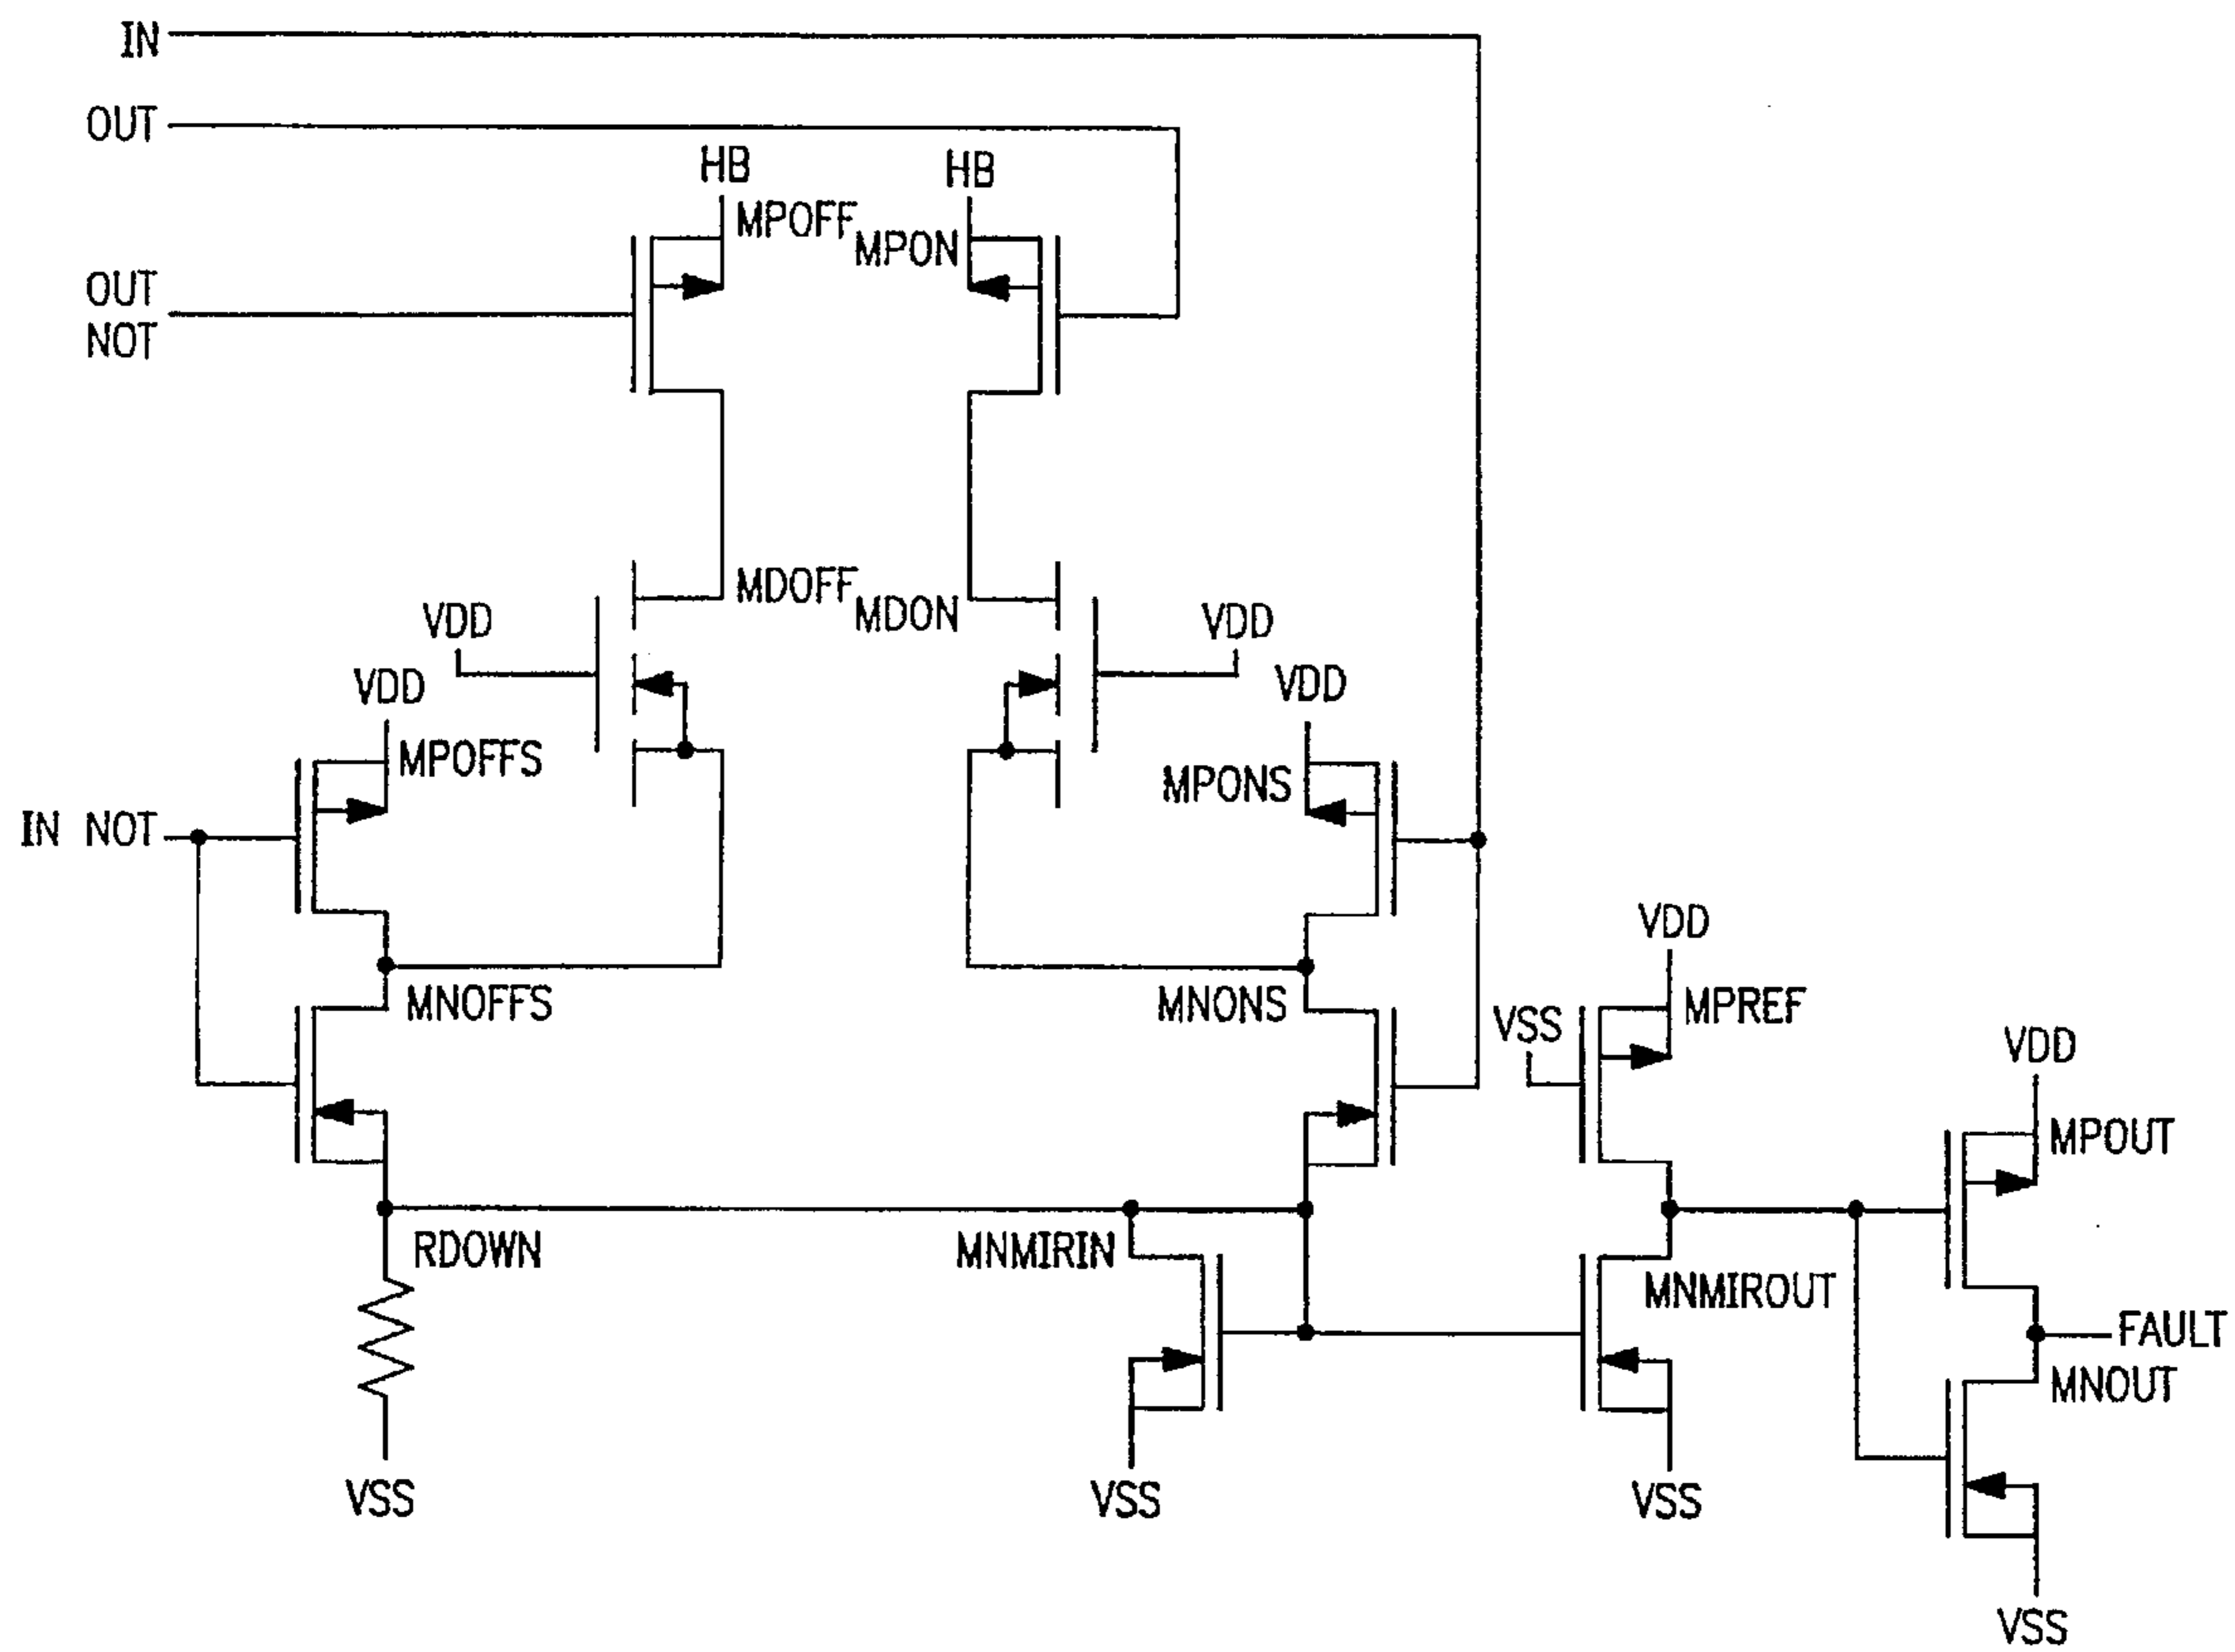 IN
OUT
HB
HB
MPOFF
MPON
OUT
NOT
MDOFF
MDON
VDD
VDD
VDD
VDD
MPOFFS
MPONS
IN NOT
VDD
MNOFFS
MNONS
VSS
MPREF
VDD
MPOUT
RDOWN
MNMIRIN
MNMIROUT
FAULT
MNOUT
VSS
VSS
VSS
VSS